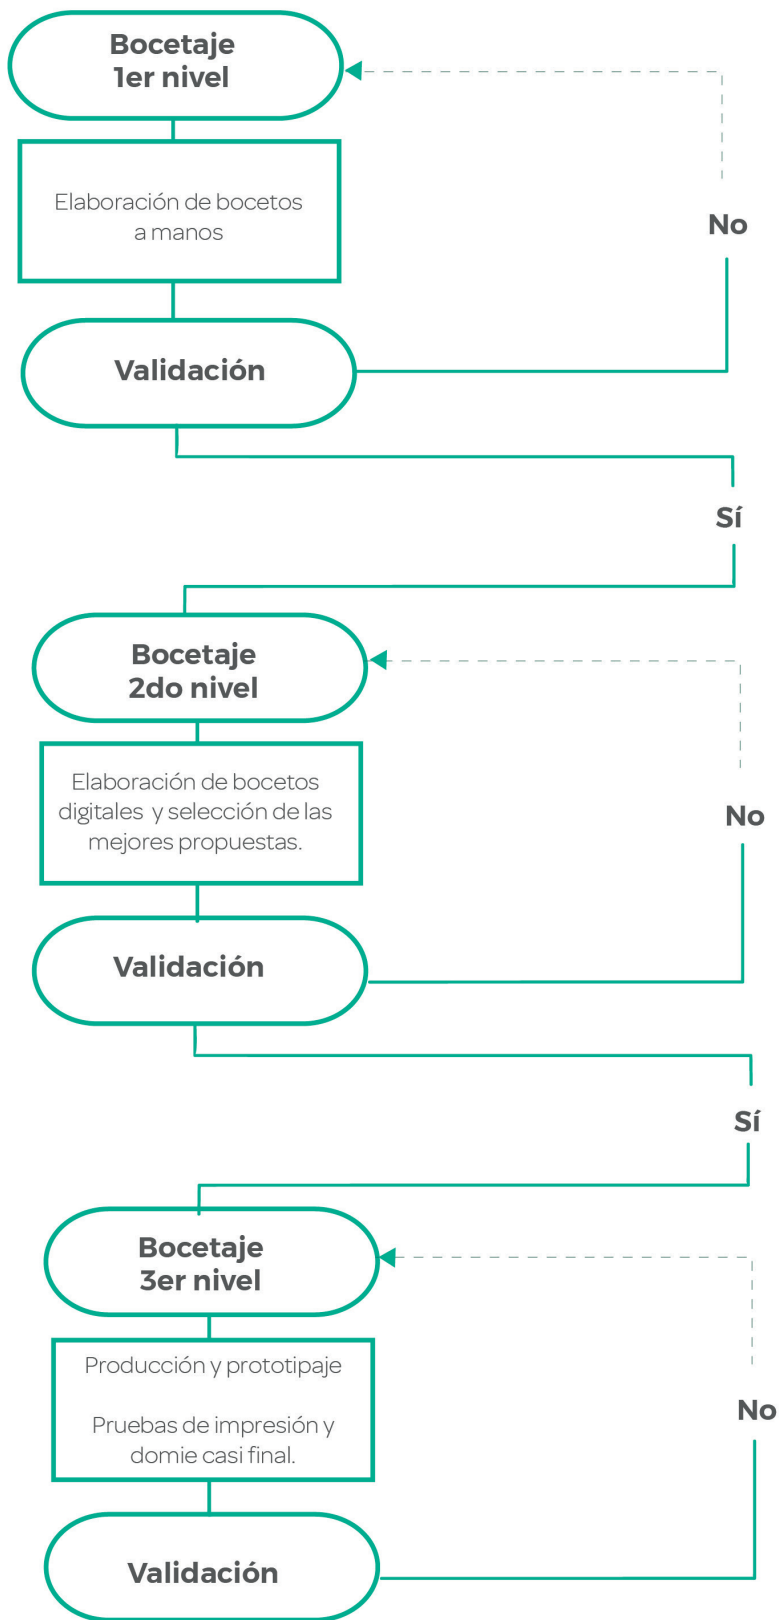 Bocetaje
1er nivel
Elaboración de bocetos
a manos
No
Validación
Sí
Bocetaje
2do nivel
Elaboración de bocetos
digitales y selección de las
mejores propuestas.
No
Validación
Sí
Bocetaje
3er nivel
Producción y prototipaje
Pruebas de impresión y
domie casi final.
No
Validación